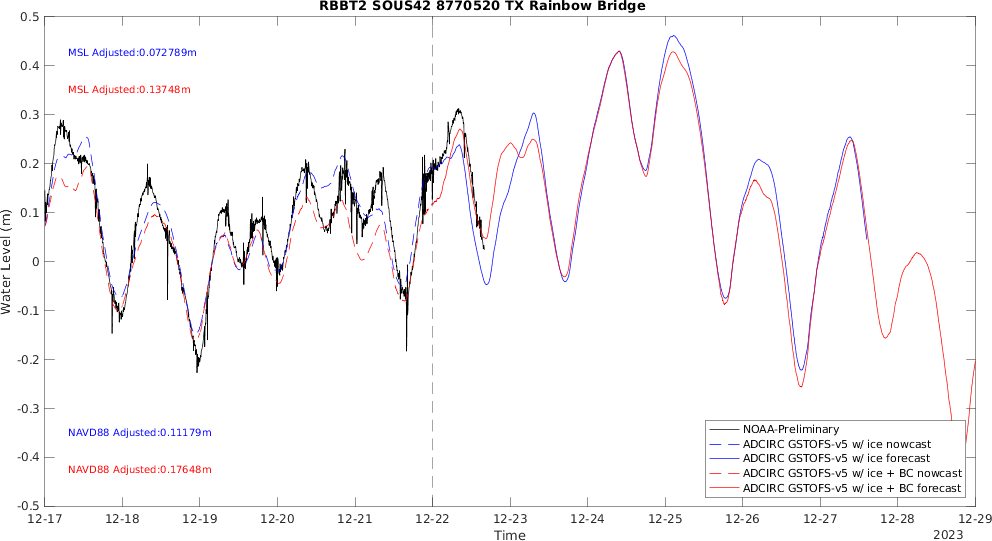 RBBT2 SOUS42 8770520 TX Rainbow Bridge
0.5
0.4
0.3
0.2
0.1
0
-0.1
-0.2
-0.3
-0.4
-0.5
Water Level (m)
MSL Adjusted:0.072789m
MSL Adjusted:0.13748m
NAVD88 Adjusted:0.11179m
NAVD88 Adjusted:0.17648m
NOAA-Preliminary
ADCIRC GSTOFS-v5 w/ ice nowcast
ADCIRC GSTOFS-v5 w/ ice forecast
ADCIRC GSTOFS-v5 w/ ice + BC nowcast
ADCIRC GSTOFS-v5 w/ ice + BC forecast
12-17 12-18 12-19 12-20 12-21 12-22 12-23 12-24 12-25 12-26 12-27 12-28 12-29
Time
2023